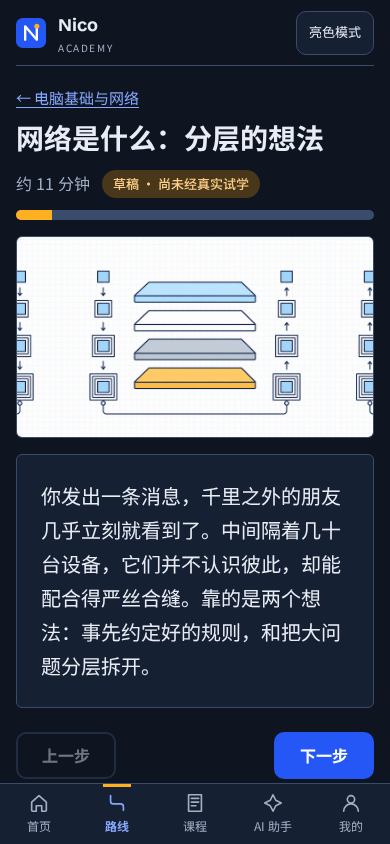 Nico
ACADEMY
亮色模式
← 电脑基础与网络
网络是什么：分层的想法
约 11 分钟
草稿 · 尚未经真实试学
你发出一条消息，千里之外的朋友
几乎立刻就看到了。中间隔着几十
台设备，它们并不认识彼此，却能
配合得严丝合缝。靠的是两个想
法：事先约定好的规则，和把大问
题分层拆开。
上一步
下一步
首页
路线
课程
AI 助手
我的